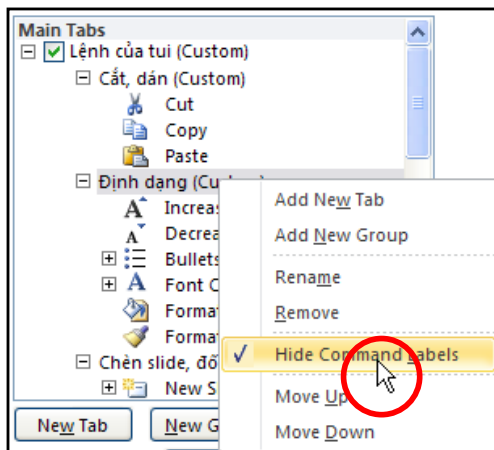 Main Tabs
Lệnh của tui (Custom)
Cắt, dán (Custom)
Cut
Copy
Paste
Định dạng (Cu
Increa
Decrea
Bullets
Font C
Forma
Forma
Chèn slide, đổ
New S
Add New Tab
Add New Group
Rename
Remove
Hide Command Labels
Move Up
Move Down
New Tab
New G